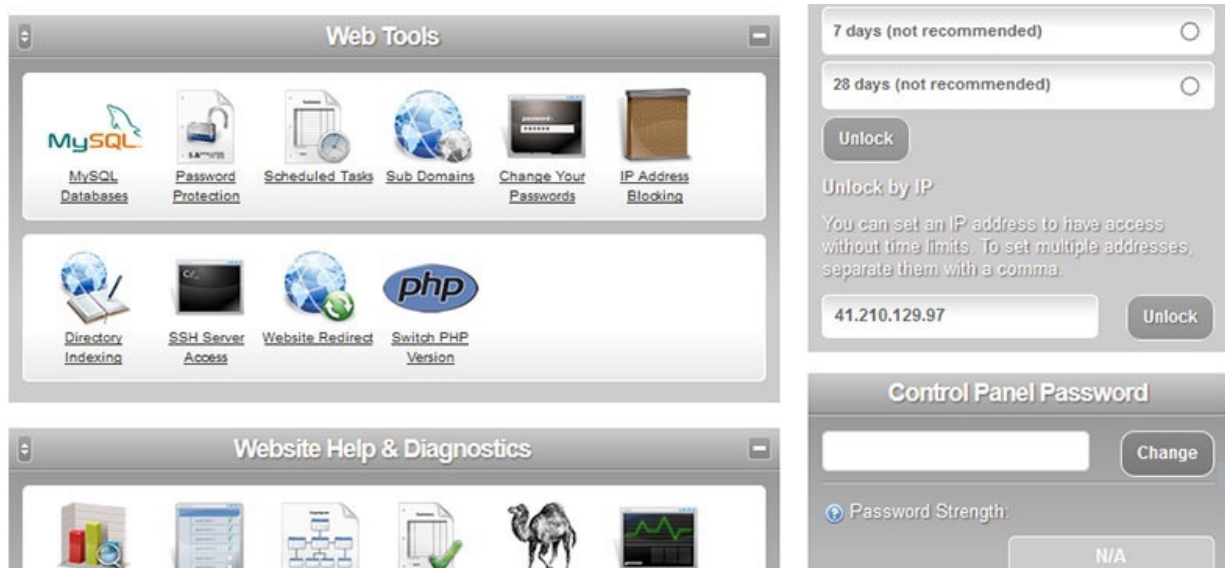 Web Tools
MySQL
MySQL
Databases
Password
Protection
Scheduled Tasks
Sub Domains
password:
Change Your
Passwords
IP Address
Blocking
C:/_
Directory
Indexing
SSH Server
Access
Website Redirect
php
Switch PHP
Version
Website Help & Diagnostics
7 days (not recommended)
28 days (not recommended)
Unlock
Unlock by IP
You can set an IP address to have access
without time limits. To set multiple addresses,
separate them with a comma.
41.210.129.97
Unlock
Control Panel Password
Change
Password Strength:
N/A